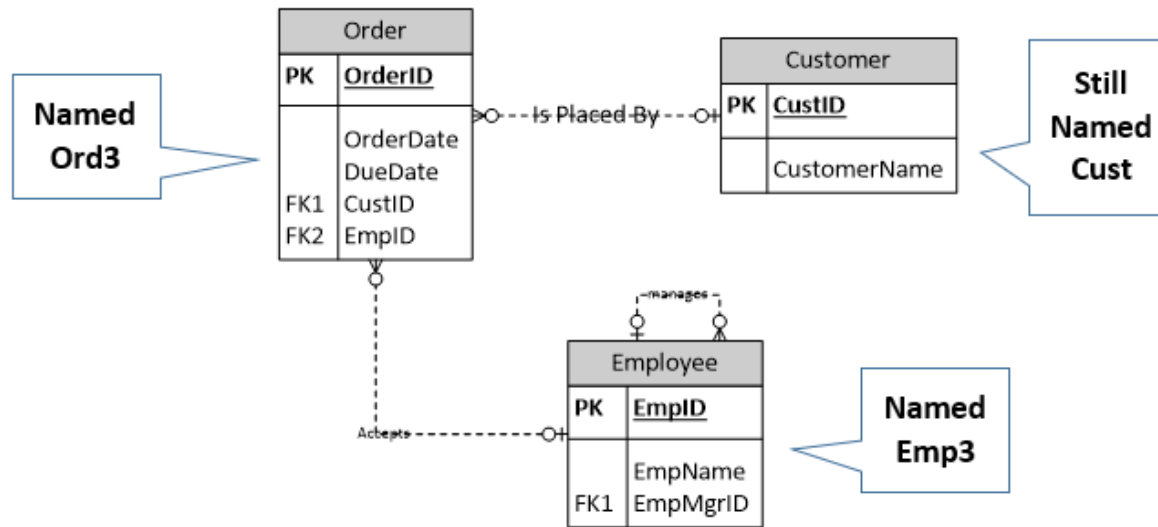 Named
Ord3
Order
PK OrderID
OrderDate
DueDate
FK1 CustID
FK2 EmpID
Is Placed By
Customer
PK CustID
CustomerName
Still
Named
Cust
Accepts
manages
Employee
PK EmpID
EmpName
FK1 EmpMgrID
Named
Emp3